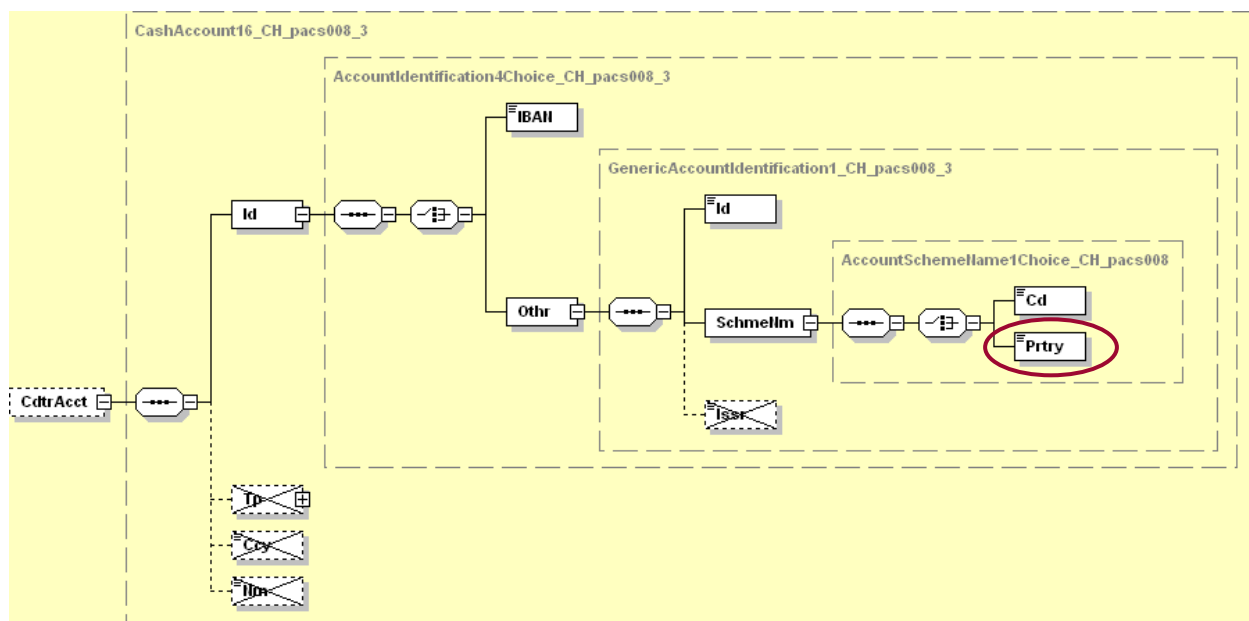 CashAccount16_CH_pacs008_3
AccountIdentification4Choice_CH_pacs008_3
IBAN
GenericAccountIdentification1_CH_pacs008_3
Id
Id
AccountSchemeName1Choice_CH_pacs008
Cd
Othr
SchmeNm
Prtry
CdtrAcct
Issr
Tp
Ccy
Nm